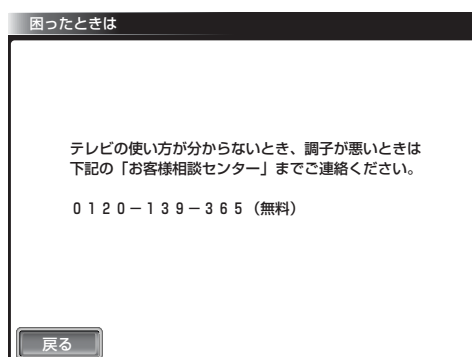 困ったときは
テレビの使い方が分からないとき、調子が悪いときは
下記の「お客様相談センター」までご連絡ください。
０１２０－１３９－３６５（無料）
戻る